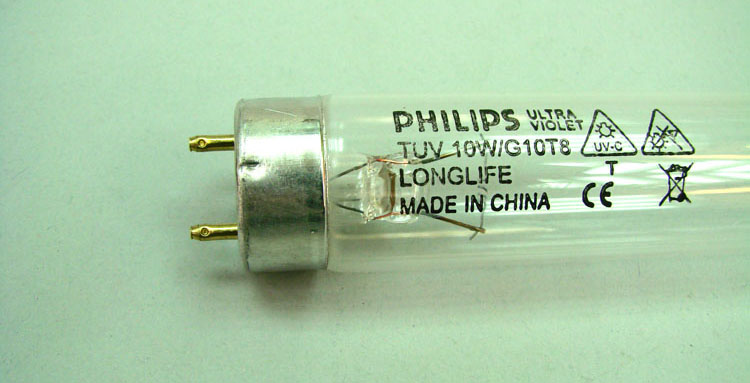 PHILIPS ULTRA VIOLET
TUV 10W/G10T8 UV-C
LONGLIFE T
MADE IN CHINA CE